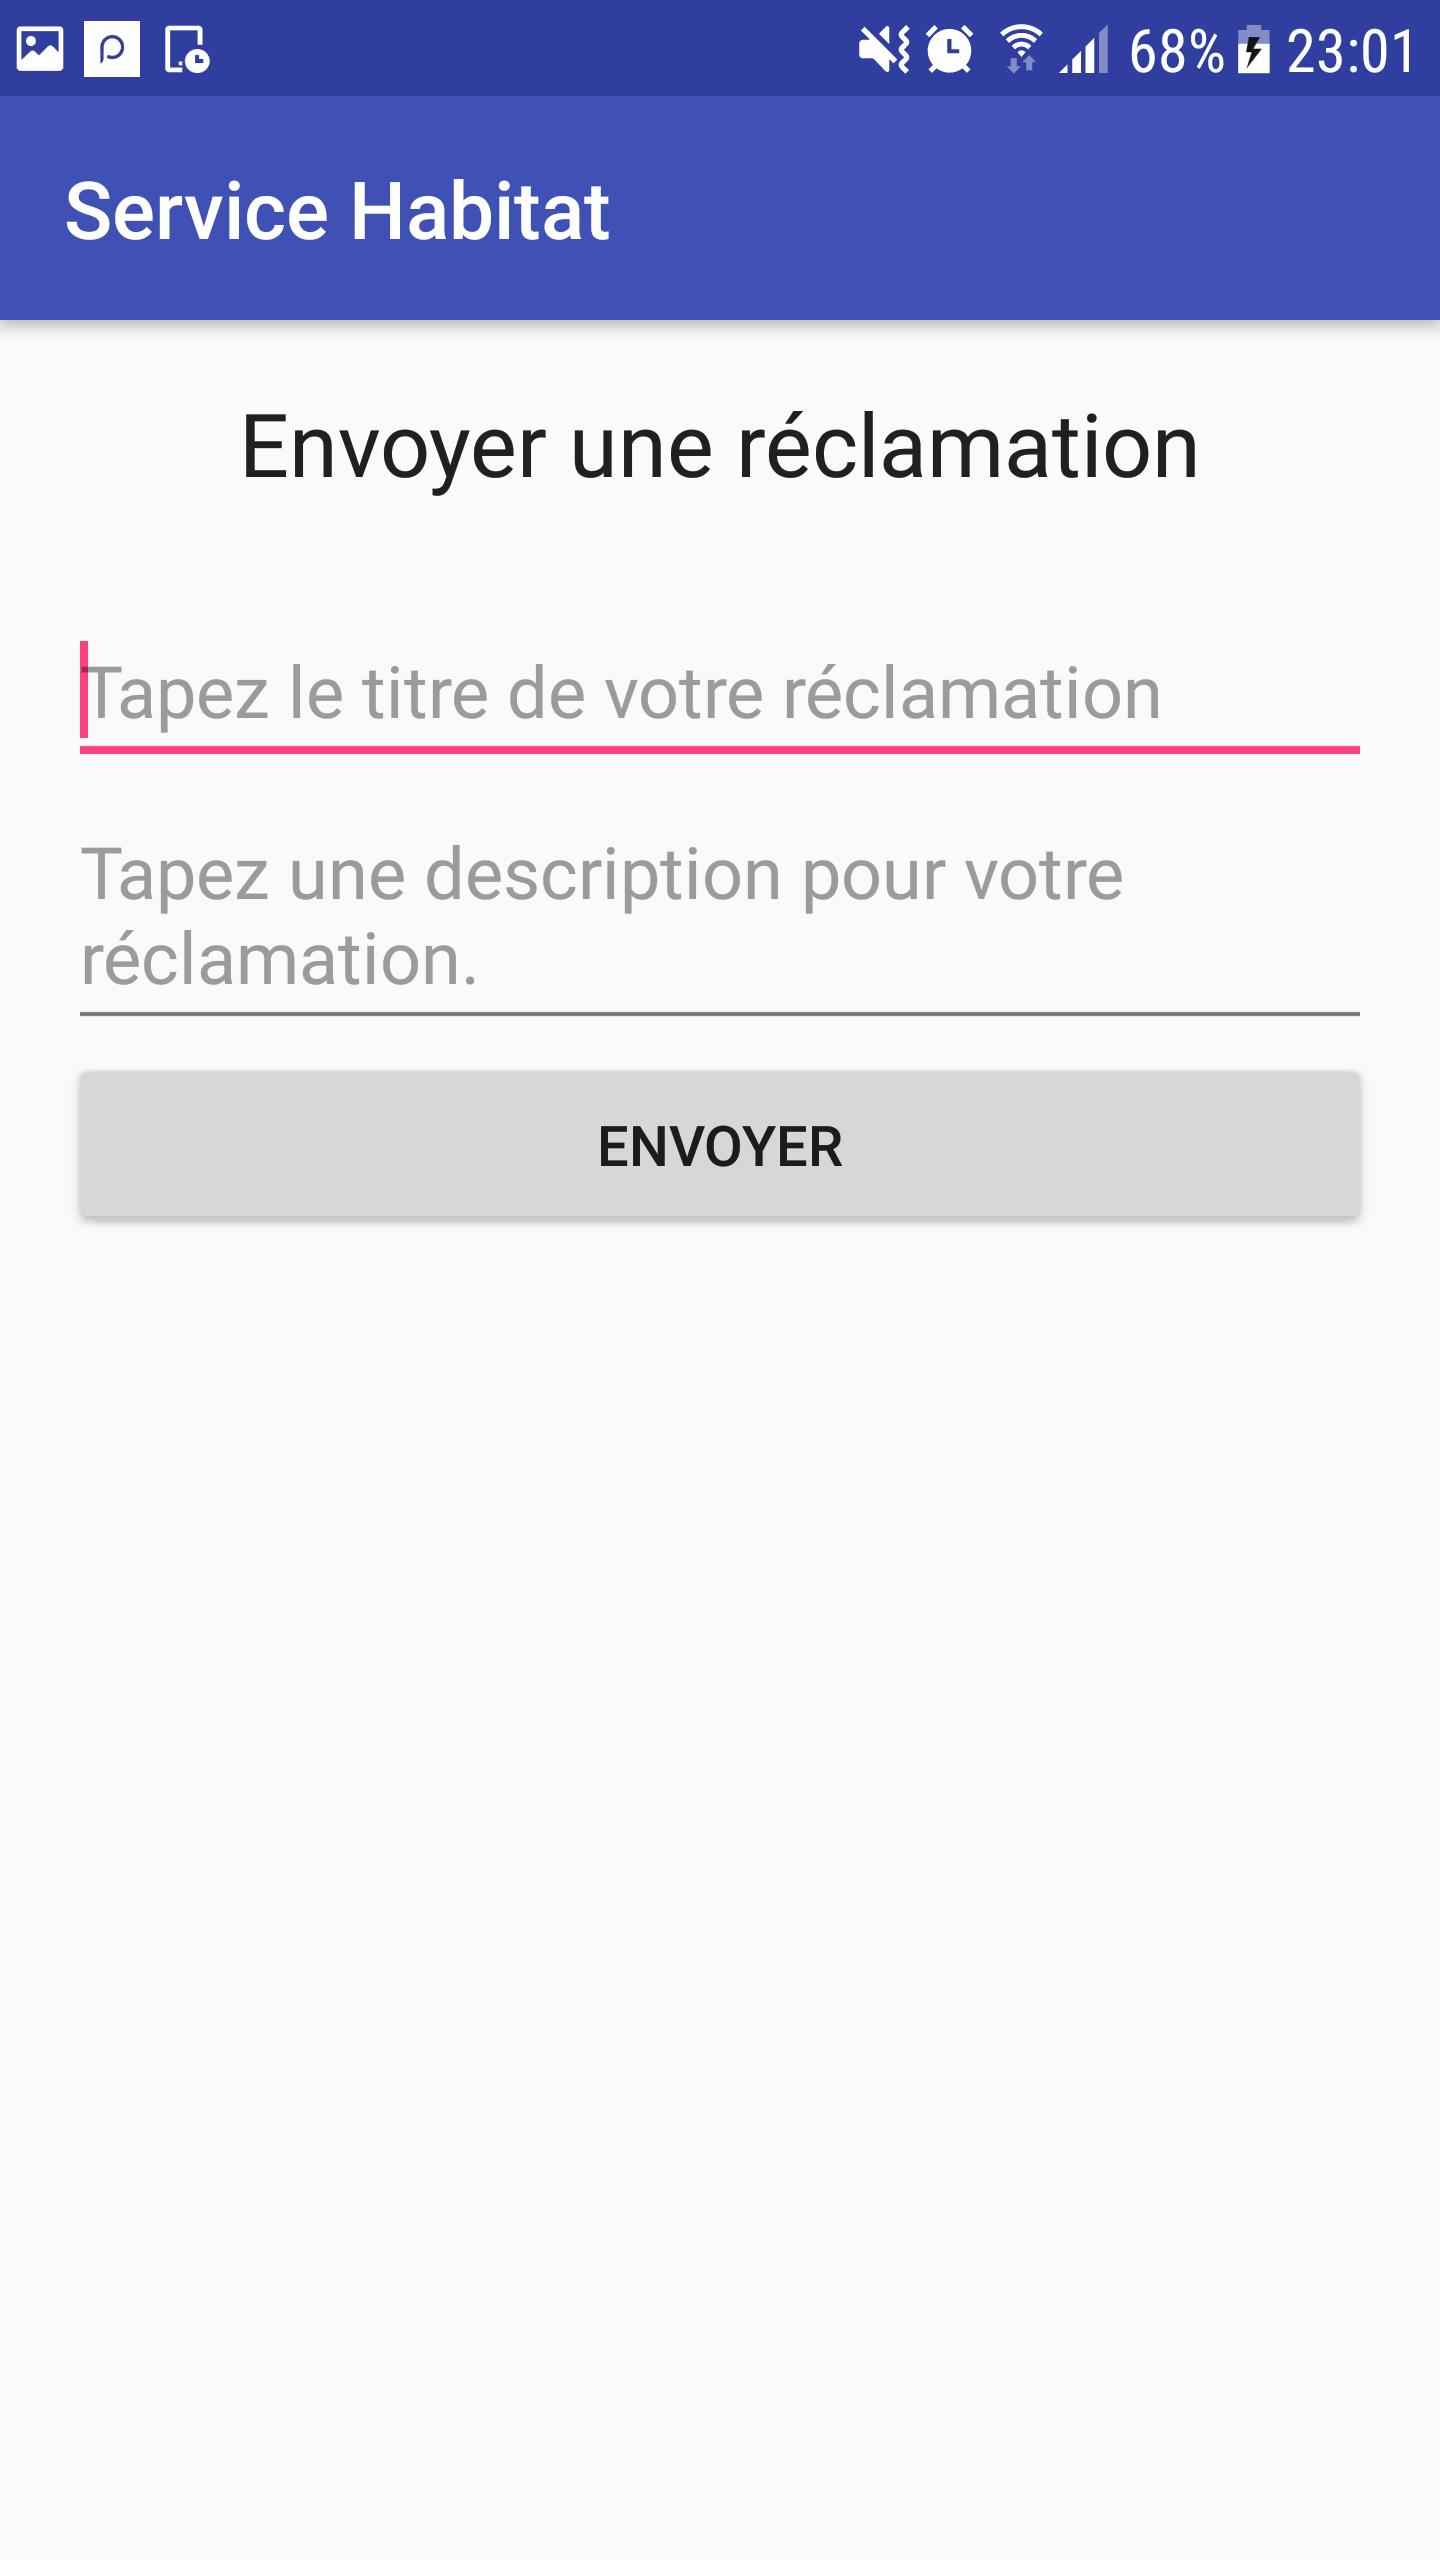 68% 23:01
Service Habitat
Envoyer une réclamation
Tapez le titre de votre réclamation
Tapez une description pour votre
réclamation.
ENVOYER